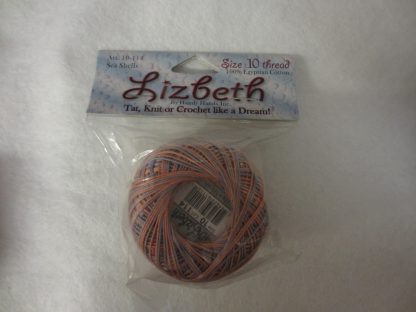 Art. 10-114
Sea Shells
Size 10 thread
100% Egyptian Cotton
Lizbeth
By Handy Hands, Inc.
Tat, Knit or Crochet like a Dream!